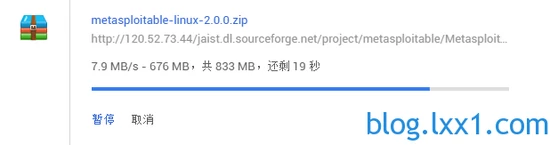 metasploitable-linux-2.0.0.zip
http://120.52.73.44/jaist.dl.sourceforge.net/project/metasploitable/Metasploit...
7.9 MB/s - 676 MB，共 833 MB，还剩 19 秒
暂停 取消
blog.lxx1.com